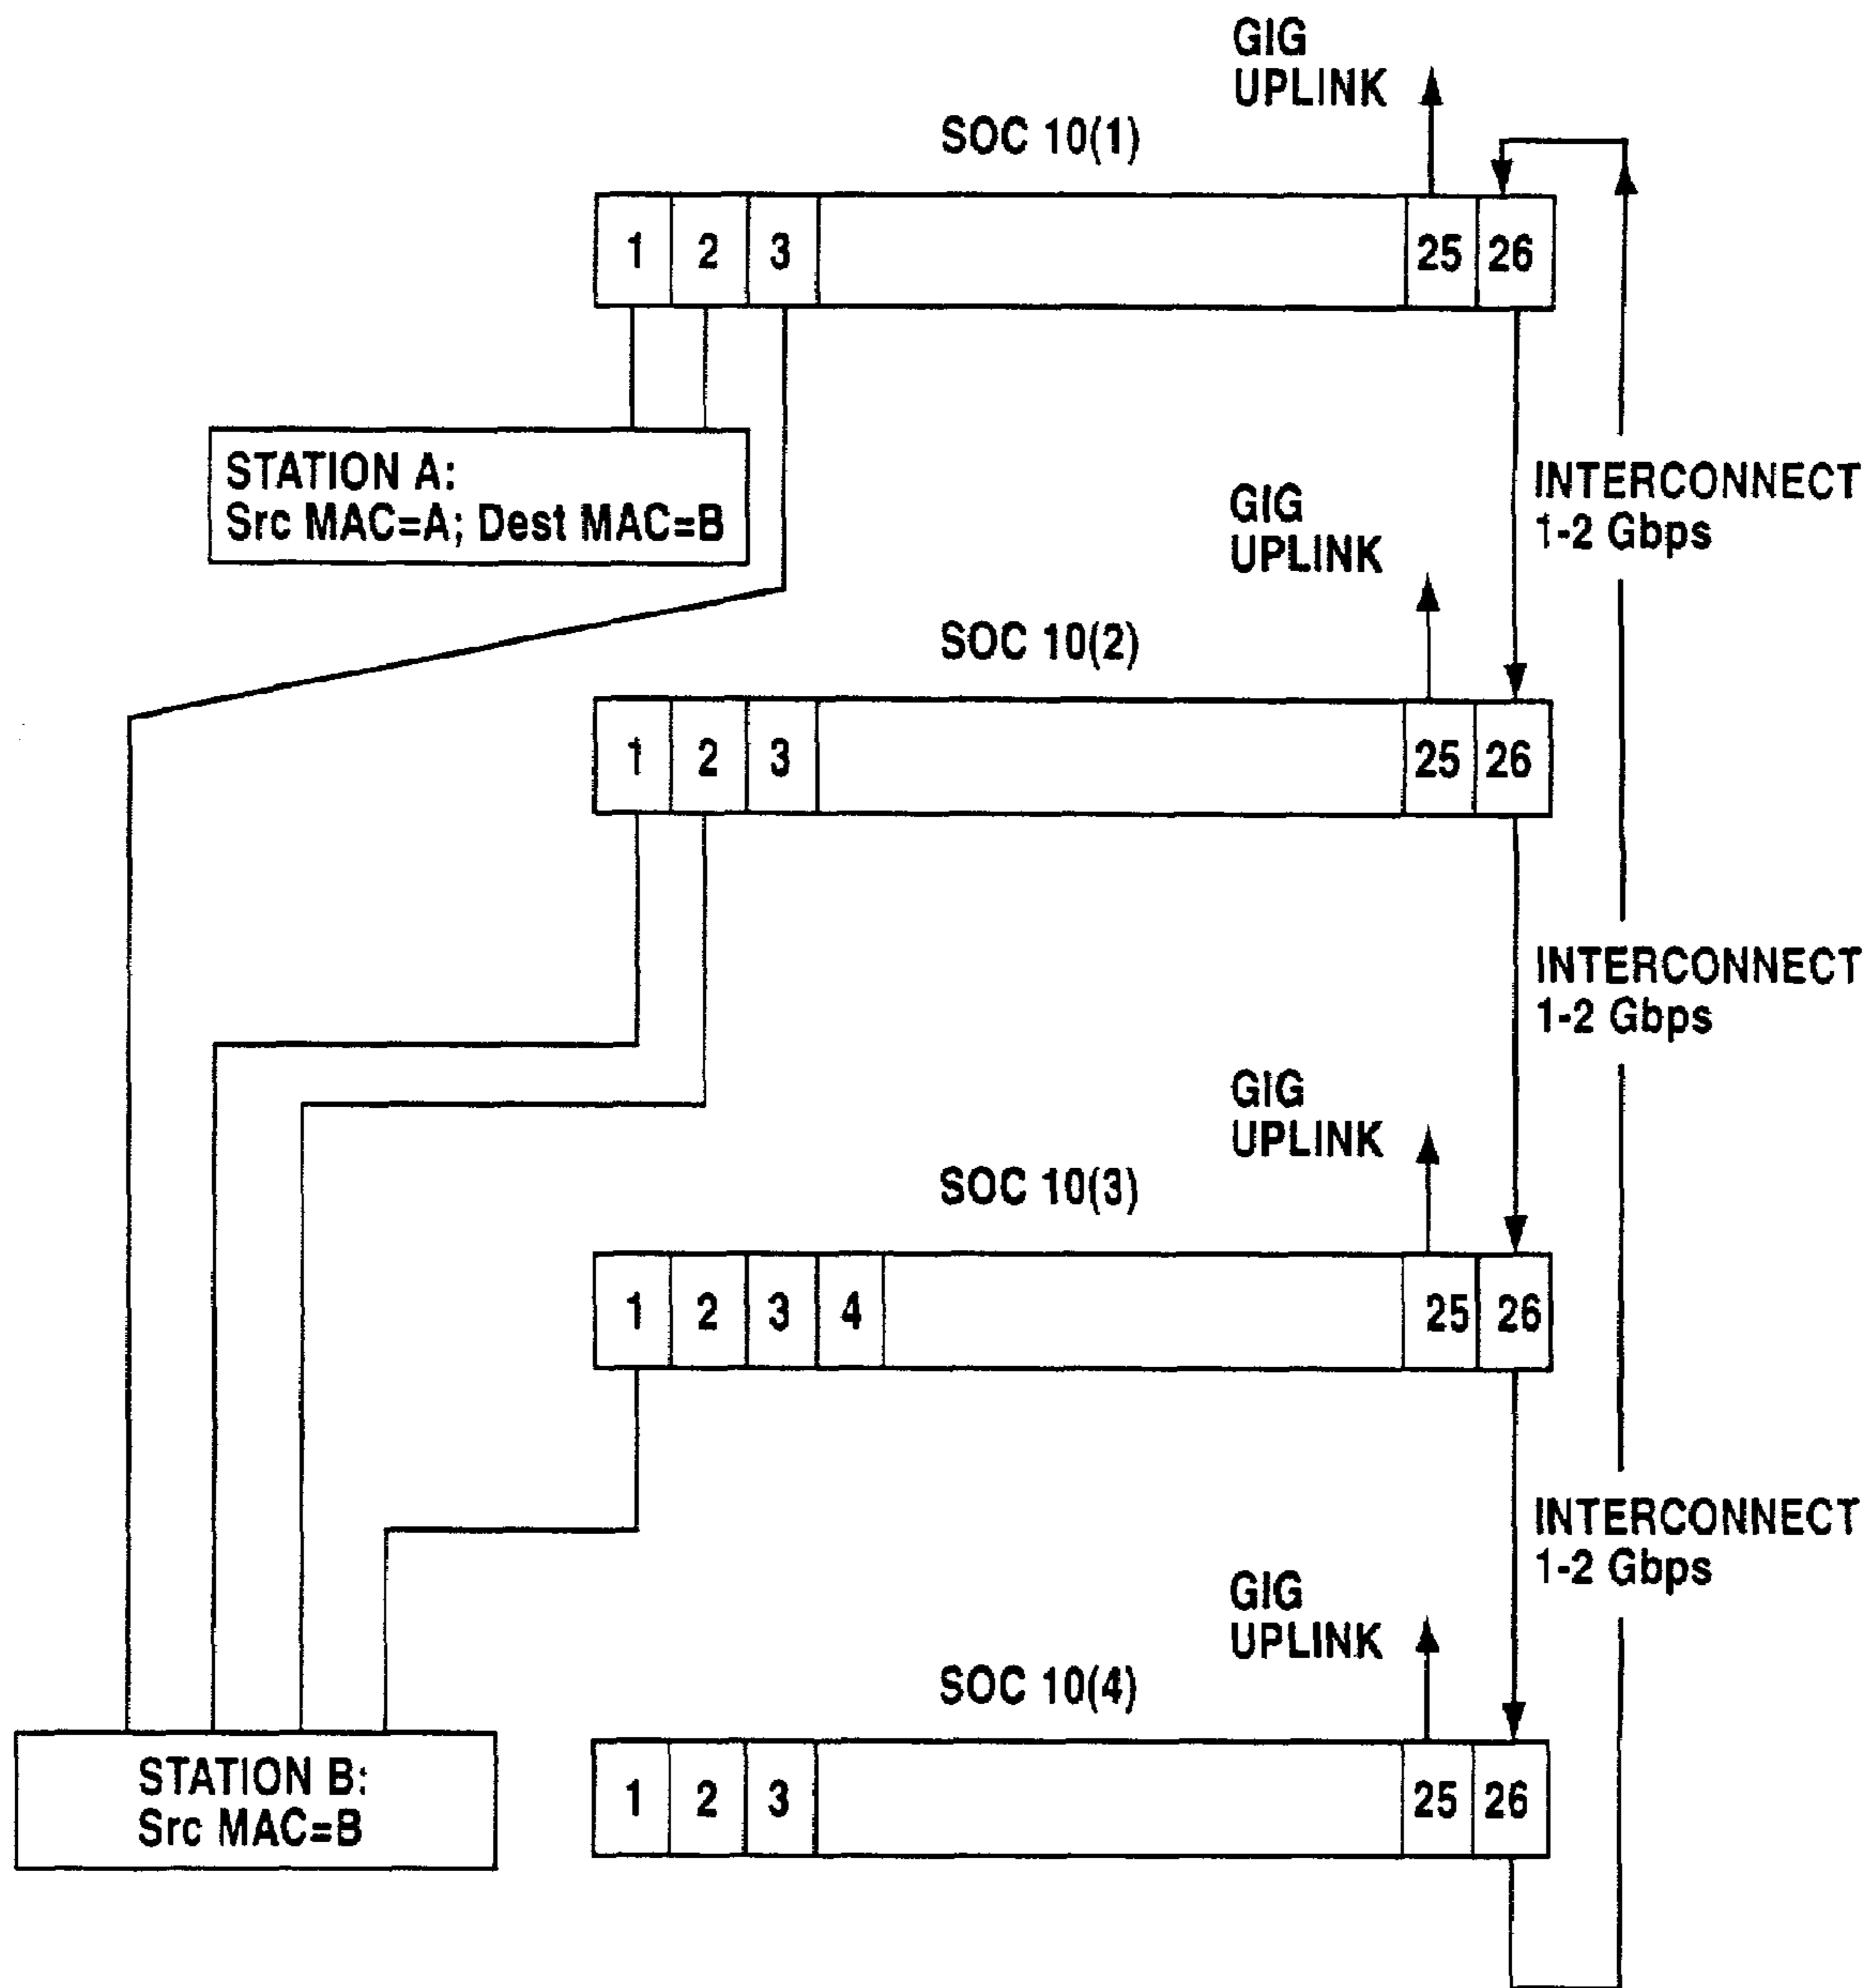 GIG
UPLINK
SOC 10(1)
1 2 3 25 26
STATION A:
Src MAC=A; Dest MAC=B
INTERCONNECT
1-2 Gbps
GIG
UPLINK
SOC 10(2)
1 2 3 25 26
INTERCONNECT
1-2 Gbps
GIG
UPLINK
SOC 10(3)
1 2 3 4 25 26
INTERCONNECT
1-2 Gbps
GIG
UPLINK
SOC 10(4)
1 2 3 25 26
STATION B:
Src MAC=B